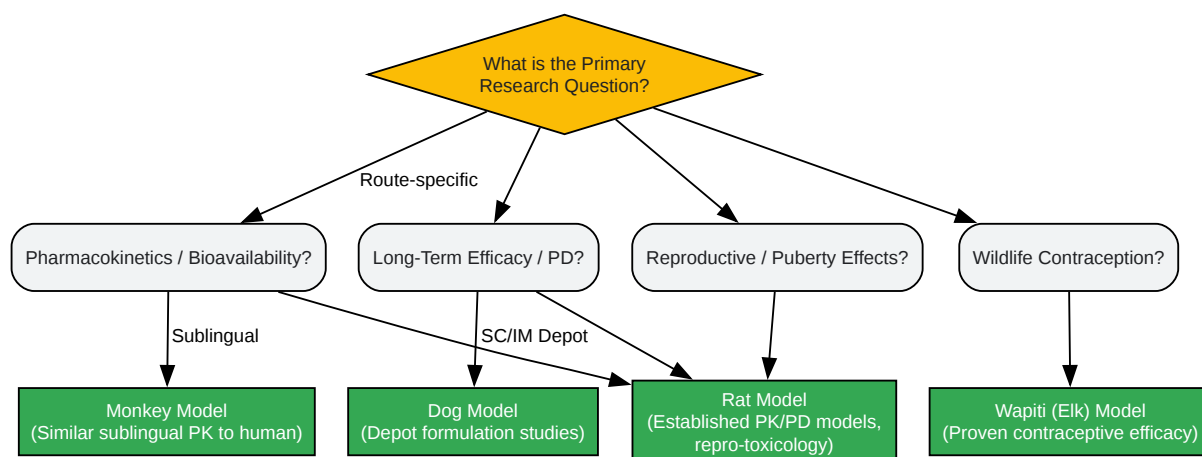 What is the Primary
Research Question?
Route-specific
Pharmacokinetics / Bioavailability?
Long-Term Efficacy / PD?
Reproductive / Puberty Effects?
Wildlife Contraception?
Sublingual
SC/IM Depot
Monkey Model
(Similar sublingual PK to human)
Dog Model
(Depot formulation studies)
Rat Model
(Established PK/PD models,
repro-toxicology)
Wapiti (Elk) Model
(Proven contraceptive efficacy)